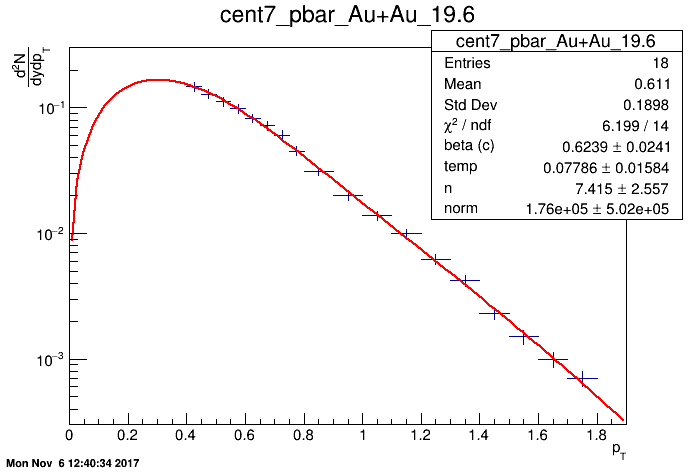 cent7_pbar_Au+Au_19.6
cent7_pbar_Au+Au_19.6
Entries 18
Mean 0.611
Std Dev 0.1898
χ² / ndf 6.199 / 14
beta (c) 0.6239 ± 0.0241
temp 0.07786 ± 0.01584
n 7.415 ± 2.557
norm 1.76e+05 ± 5.02e+05
d²N
dydp_T
10⁻¹
10⁻²
10⁻³
0 0.2 0.4 0.6 0.8 1 1.2 1.4 1.6 1.8
p_T
Mon Nov 6 12:40:34 2017